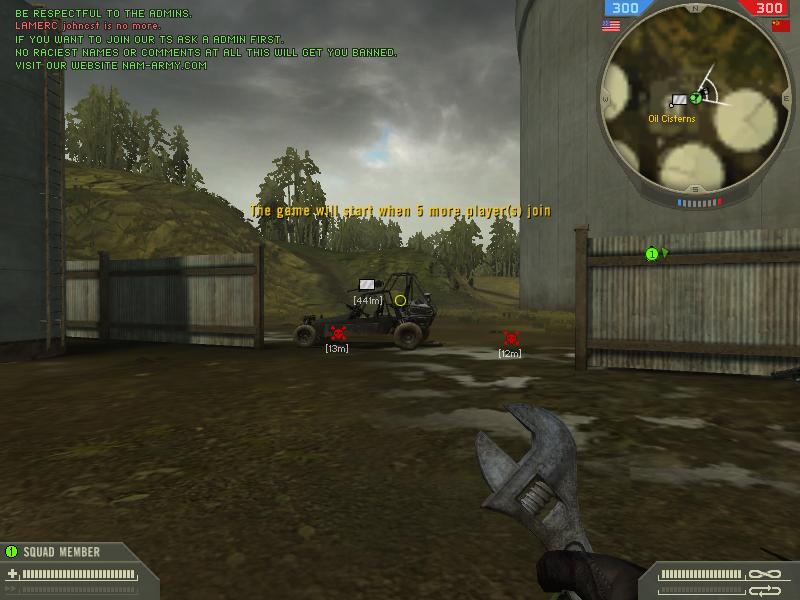 BE RESPECTFUL TO THE ADMINS.
LAMERC johncst is no more.
IF YOU WANT TO JOIN OUR TS ASK A ADMIN FIRST.
NO RACIEST NAMES OR COMMENTS AT ALL THIS WILL GET YOU BANNED.
VISIT OUR WEBSITE NAM-ARMY.COM
300
300
N
W
E
S
Oil Cisterns
The game will start when 5 more player(s) join
1
[441m]
[13m]
[12m]
1 SQUAD MEMBER